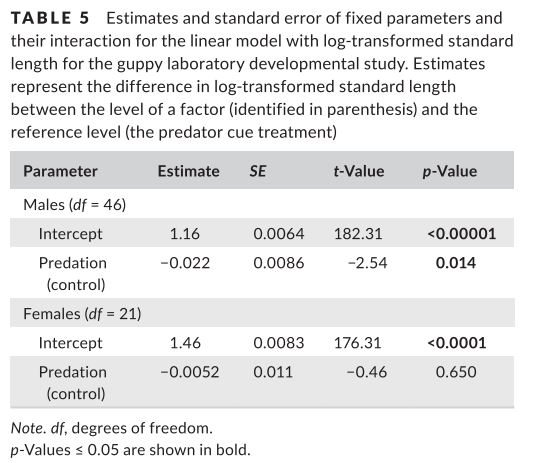 TABLE 5 Estimates and standard error of fixed parameters and
their interaction for the linear model with log-transformed standard
length for the guppy laboratory developmental study. Estimates
represent the difference in log-transformed standard length
between the level of a factor (identified in parenthesis) and the
reference level (the predator cue treatment)
Parameter Estimate SE t-Value p-Value
Males (df = 46)
Intercept 1.16 0.0064 182.31 <0.00001
Predation (control) −0.022 0.0086 −2.54 0.014
Females (df = 21)
Intercept 1.46 0.0083 176.31 <0.0001
Predation (control) −0.0052 0.011 −0.46 0.650
Note. df, degrees of freedom.
p-Values ≤ 0.05 are shown in bold.